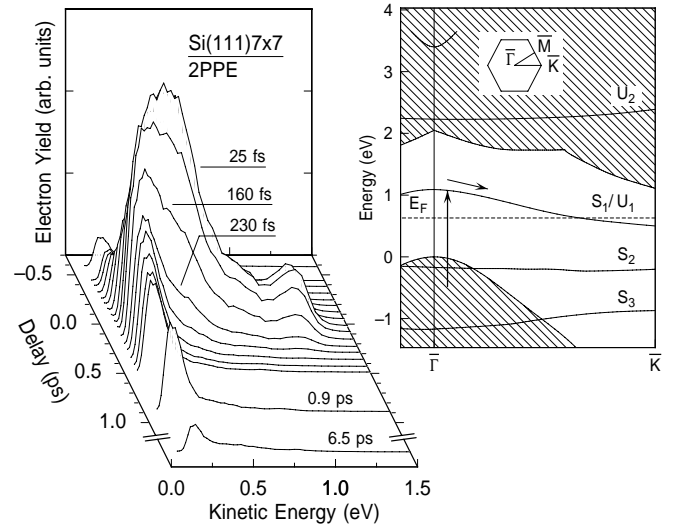 Electron Yield (arb. units)
Si(111)7x7
2PPE
25 fs
160 fs
230 fs
0.9 ps
6.5 ps
−0.5
0.0
0.5
1.0
Delay (ps)
0.0
0.5
1.0
1.5
Kinetic Energy (eV)
Energy (eV)
4
3
2
1
0
−1
Γ̅
M̅
K̅
U₂
E_F
S₁/U₁
S₂
S₃
Γ̅
K̅